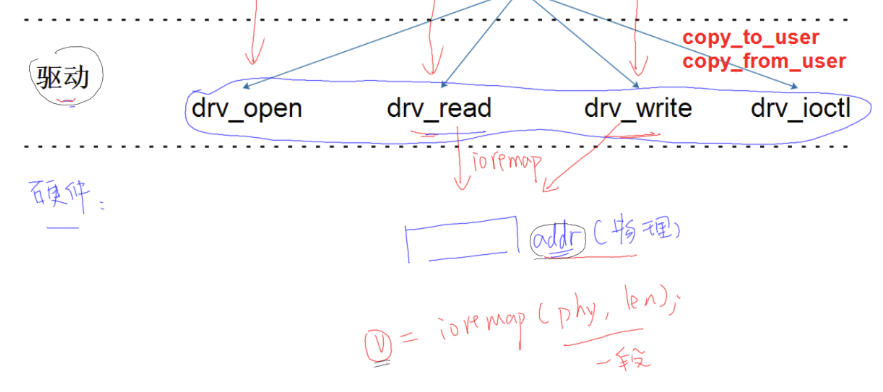 copy_to_user
copy_from_user
驱动
drv_open drv_read drv_write drv_ioctl
ioremap
硬件:
addr (物理)
v = ioremap(phy, len);
一段